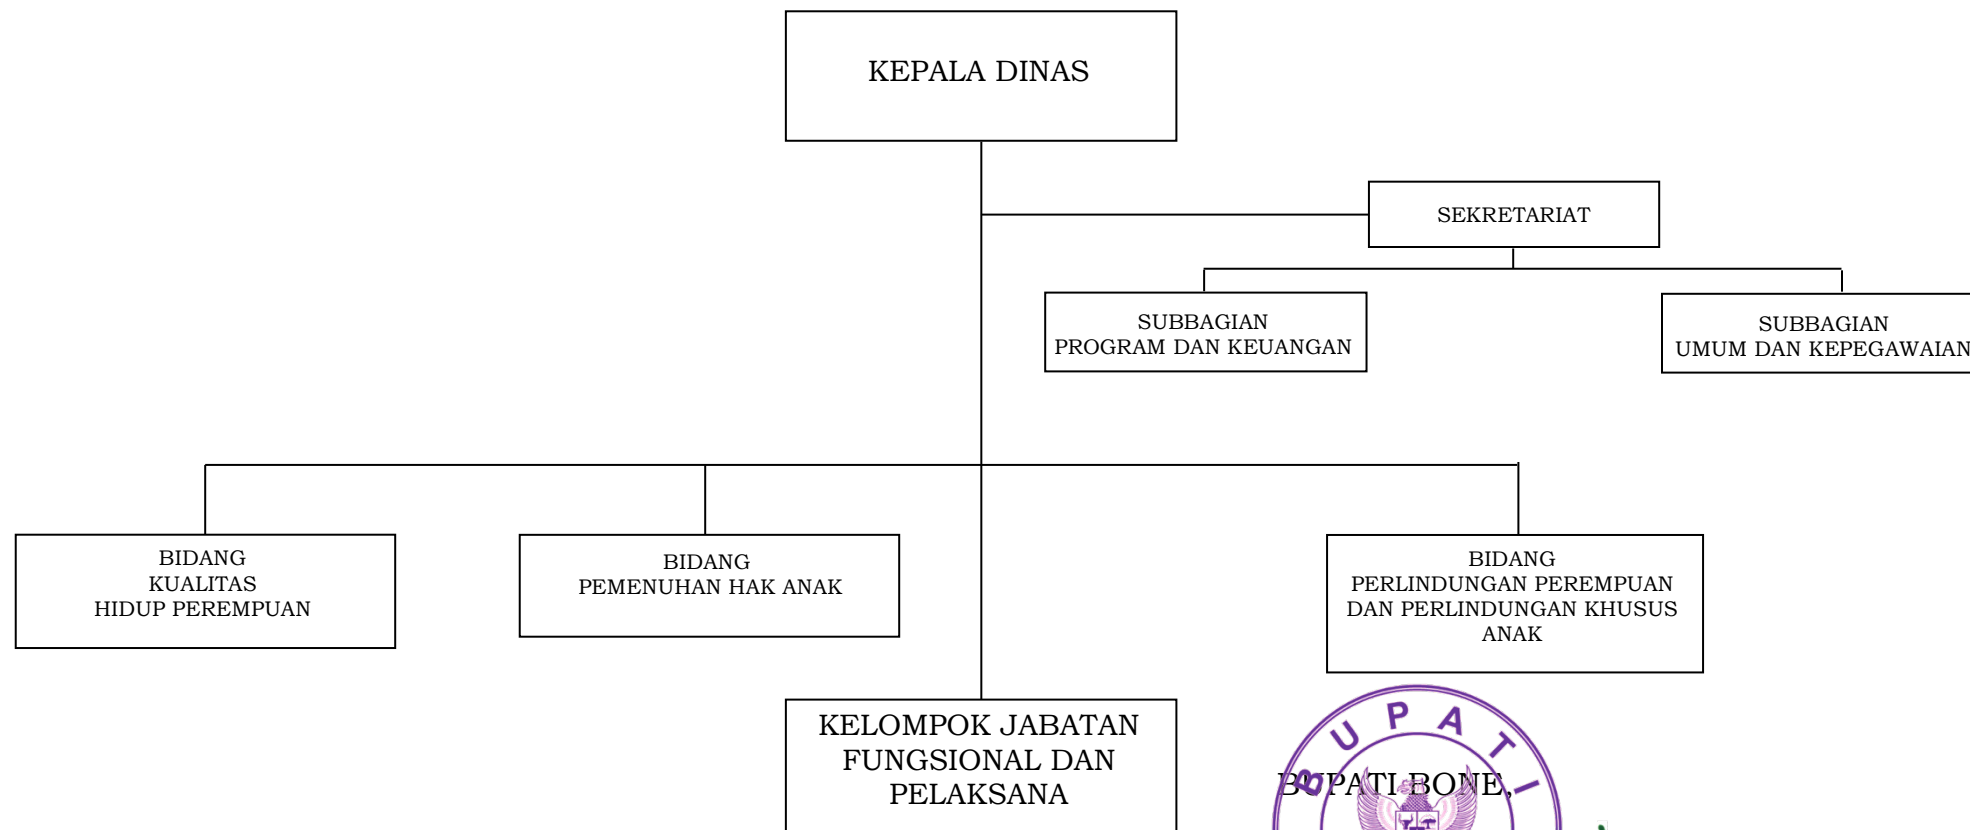 KEPALA DINAS
SEKRETARIAT
SUBBAGIAN
PROGRAM DAN KEUANGAN
SUBBAGIAN
UMUM DAN KEPEGAWAIAN
BIDANG
KUALITAS
HIDUP PEREMPUAN
BIDANG
PEMENUHAN HAK ANAK
BIDANG
PERLINDUNGAN PEREMPUAN
DAN PERLINDUNGAN KHUSUS
ANAK
KELOMPOK JABATAN
FUNGSIONAL DAN
PELAKSANA
BUPATI BONE,
BUPATI